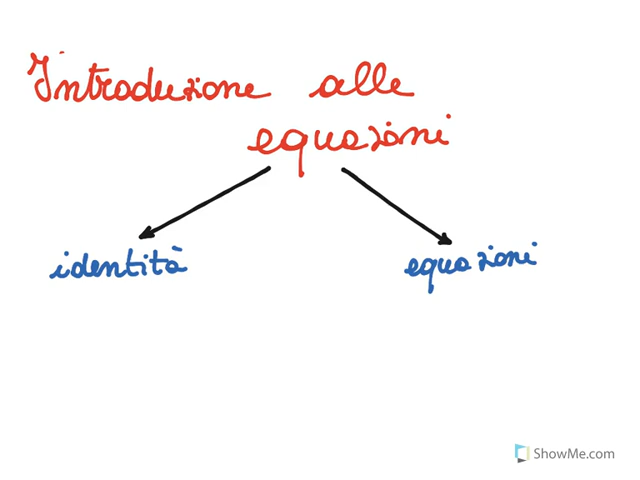 Introduzione alle
equazioni
identità
equazioni
ShowMe.com